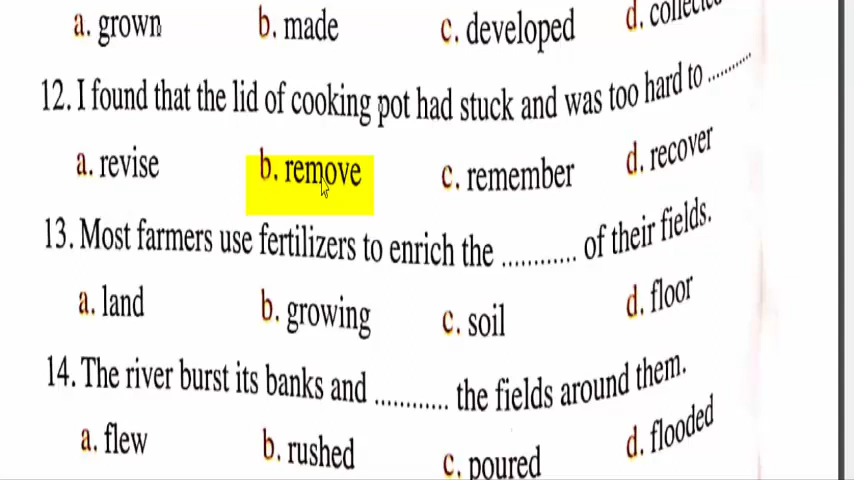 a. grown b. made c. developed d. collected
12. I found that the lid of cooking pot had stuck and was too hard to ..........
a. revise b. remove c. remember d. recover
13. Most farmers use fertilizers to enrich the ............ of their fields.
a. land b. growing c. soil d. floor
14. The river burst its banks and ............ the fields around them.
a. flew b. rushed c. poured d. flooded